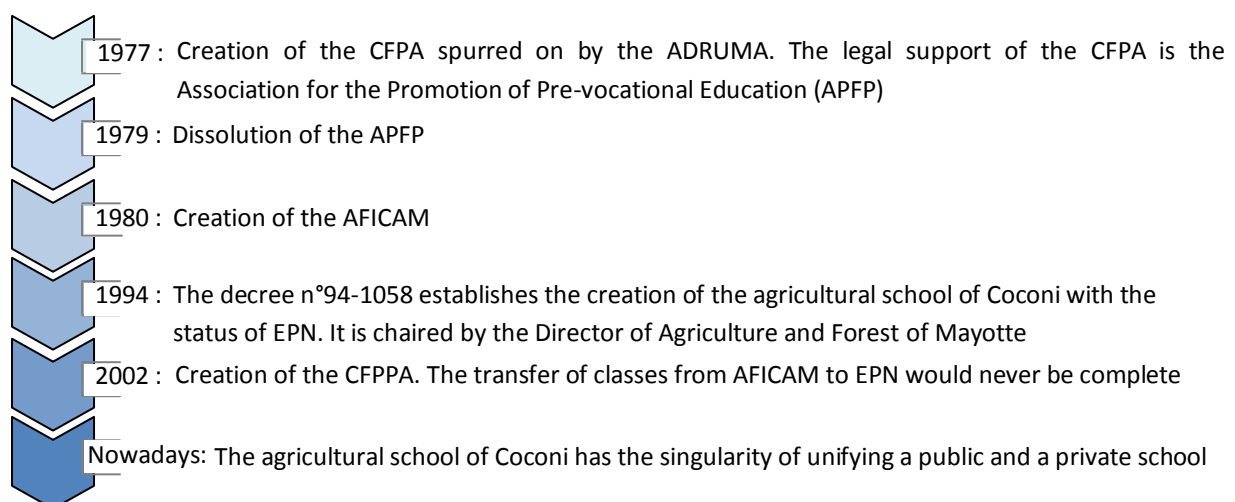 1977 : Creation of the CFPA spurred on by the ADRUMA. The legal support of the CFPA is the
Association for the Promotion of Pre-vocational Education (APFP)
1979 : Dissolution of the APFP
1980 : Creation of the AFICAM
1994 : The decree n°94-1058 establishes the creation of the agricultural school of Coconi with the
status of EPN. It is chaired by the Director of Agriculture and Forest of Mayotte
2002 : Creation of the CFPPA. The transfer of classes from AFICAM to EPN would never be complete
Nowadays: The agricultural school of Coconi has the singularity of unifying a public and a private school